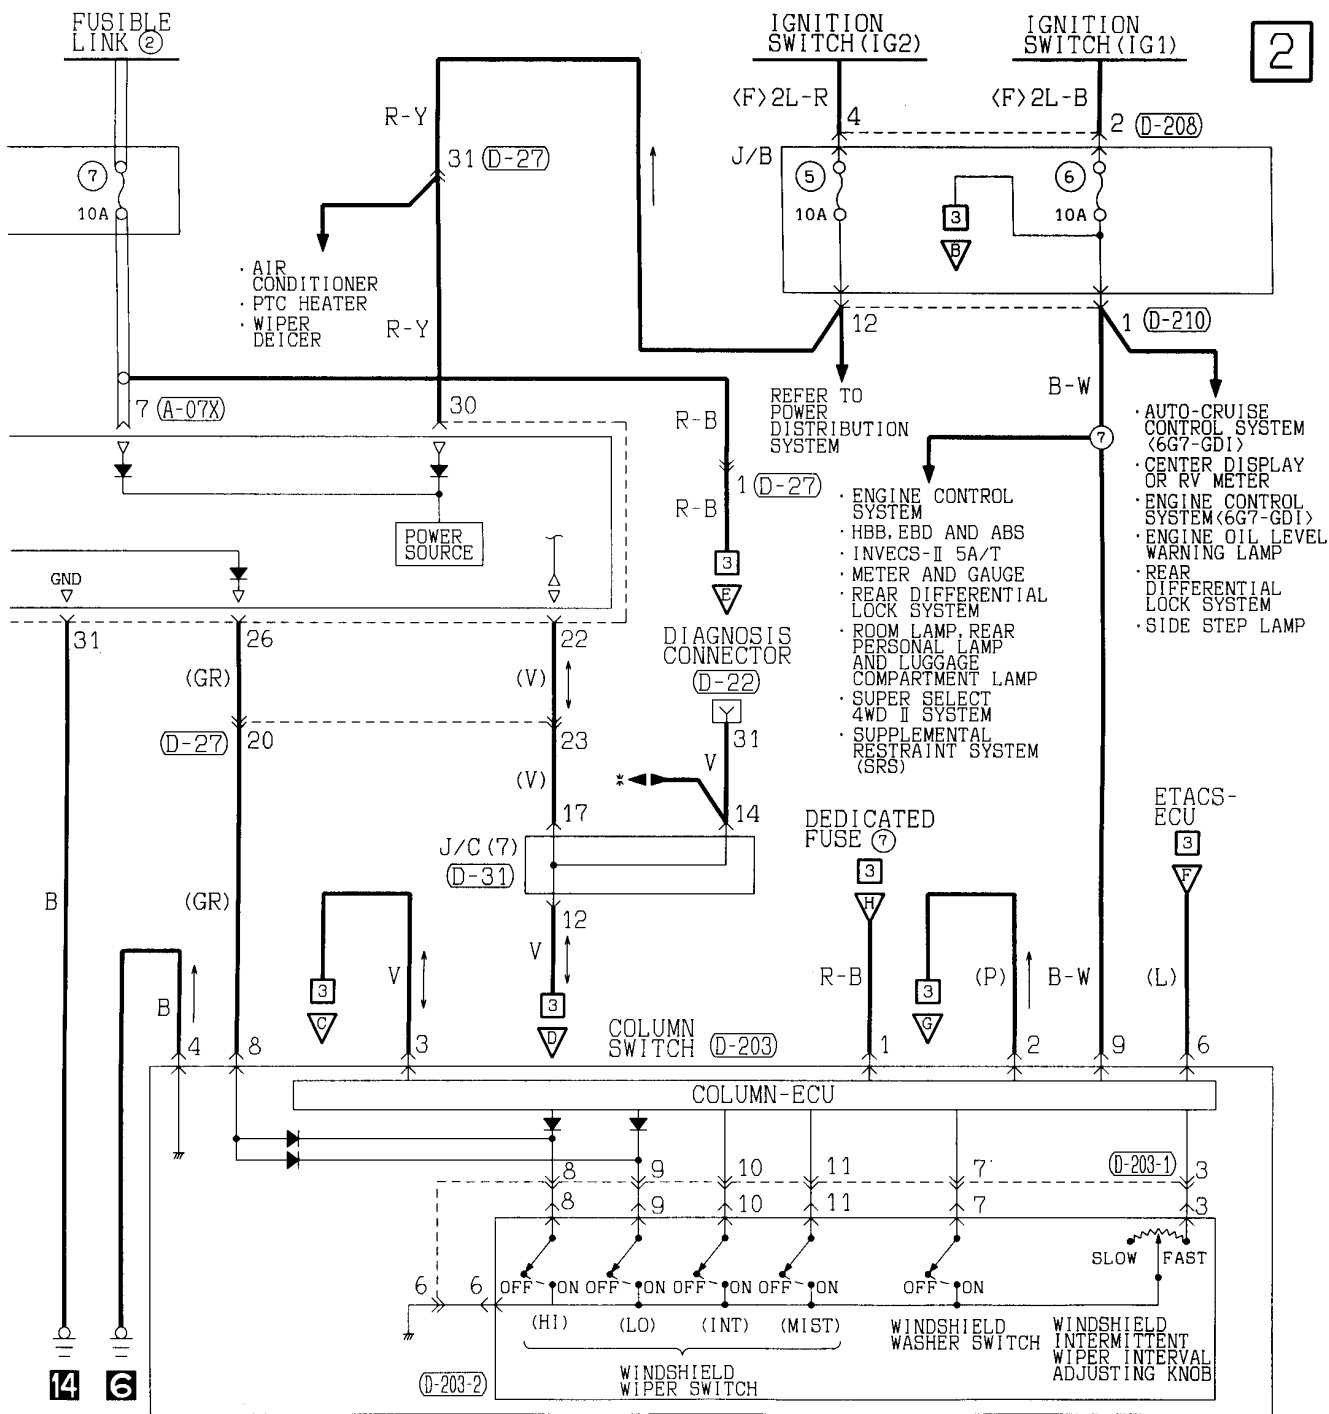 FUSIBLE
LINK ②
IGNITION
SWITCH(IG2)
IGNITION
SWITCH(IG1)
2
R-Y
<F>2L-R
<F>2L-B
4
2 (D-208)
31 (D-27)
J/B
⑦
10A
⑤
10A
⑥
10A
3
B
· AIR
CONDITIONER
· PTC HEATER
· WIPER
DEICER
R-Y
12
1 (D-210)
7 (A-07X)
30
R-B
REFER TO
POWER
DISTRIBUTION
SYSTEM
B-W
⑦
· AUTO-CRUISE
CONTROL SYSTEM
<6G7-GDI>
· CENTER DISPLAY
OR RV METER
· ENGINE CONTROL
SYSTEM<6G7-GDI>
· ENGINE OIL LEVEL
WARNING LAMP
· REAR
DIFFERENTIAL
LOCK SYSTEM
· SIDE STEP LAMP
1 (D-27)
R-B
· ENGINE CONTROL
SYSTEM
· HBB, EBD AND ABS
· INVECS-II 5A/T
· METER AND GAUGE
· REAR DIFFERENTIAL
LOCK SYSTEM
· ROOM LAMP, REAR
PERSONAL LAMP
AND LUGGAGE
COMPARTMENT LAMP
· SUPER SELECT
4WD II SYSTEM
· SUPPLEMENTAL
RESTRAINT SYSTEM
(SRS)
POWER
SOURCE
3
E
GND
31
26
22
DIAGNOSIS
CONNECTOR
(D-22)
(GR)
(V)
(D-27) 20
23
31
(V)
V
*
17
14
J/C(7)
(D-31)
DEDICATED
FUSE ⑦
3
H
ETACS-
ECU
3
F
B
(GR)
12
V
B
V
3
C
3
D
R-B
3
G
(P)
B-W
(L)
COLUMN
SWITCH (D-203)
4
8
3
1
2
9
6
COLUMN-ECU
8
9
10
11
7
(D-203-1)
3
8
9
10
11
7
3
SLOW
FAST
6
6
OFF
ON
OFF
ON
OFF
ON
OFF
ON
OFF
ON
(HI)
(LO)
(INT)
(MIST)
WINDSHIELD
WASHER SWITCH
WINDSHIELD
INTERMITTENT
WIPER INTERVAL
ADJUSTING KNOB
WINDSHIELD
WIPER SWITCH
(D-203-2)
14
6